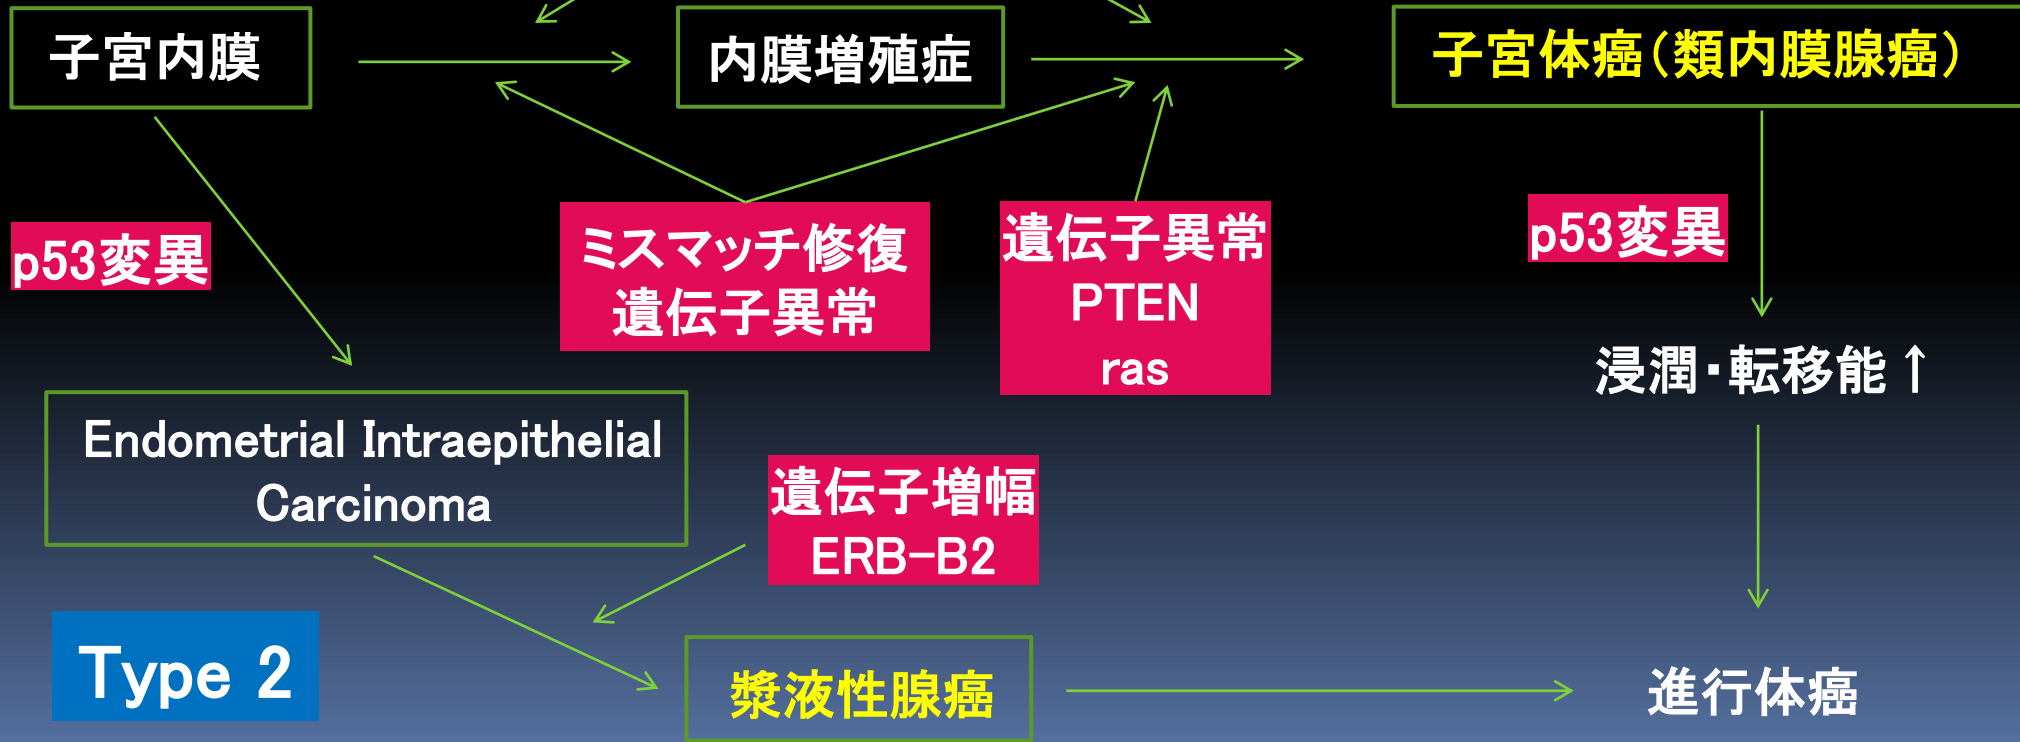 子宮内膜
内膜増殖症
子宮体癌(類内膜腺癌)
p53変異
ミスマッチ修復
遺伝子異常
遺伝子異常
PTEN
ras
p53変異
浸潤・転移能↑
Endometrial Intraepithelial
Carcinoma
遺伝子増幅
ERB-B2
Type 2
漿液性腺癌
進行体癌